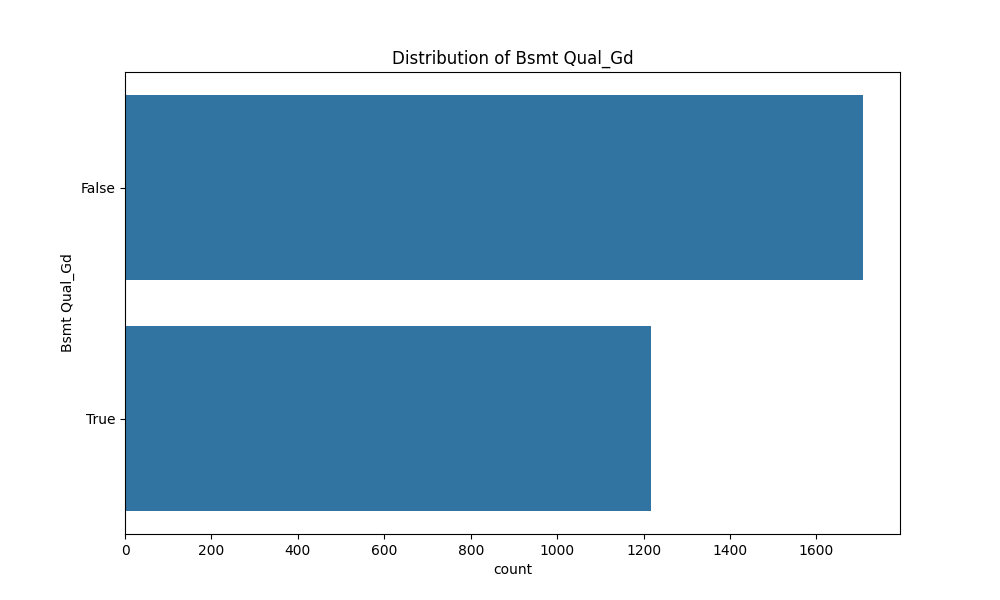 Distribution of Bsmt Qual_Gd
Bsmt Qual_Gd
False
True
0 200 400 600 800 1000 1200 1400 1600
count